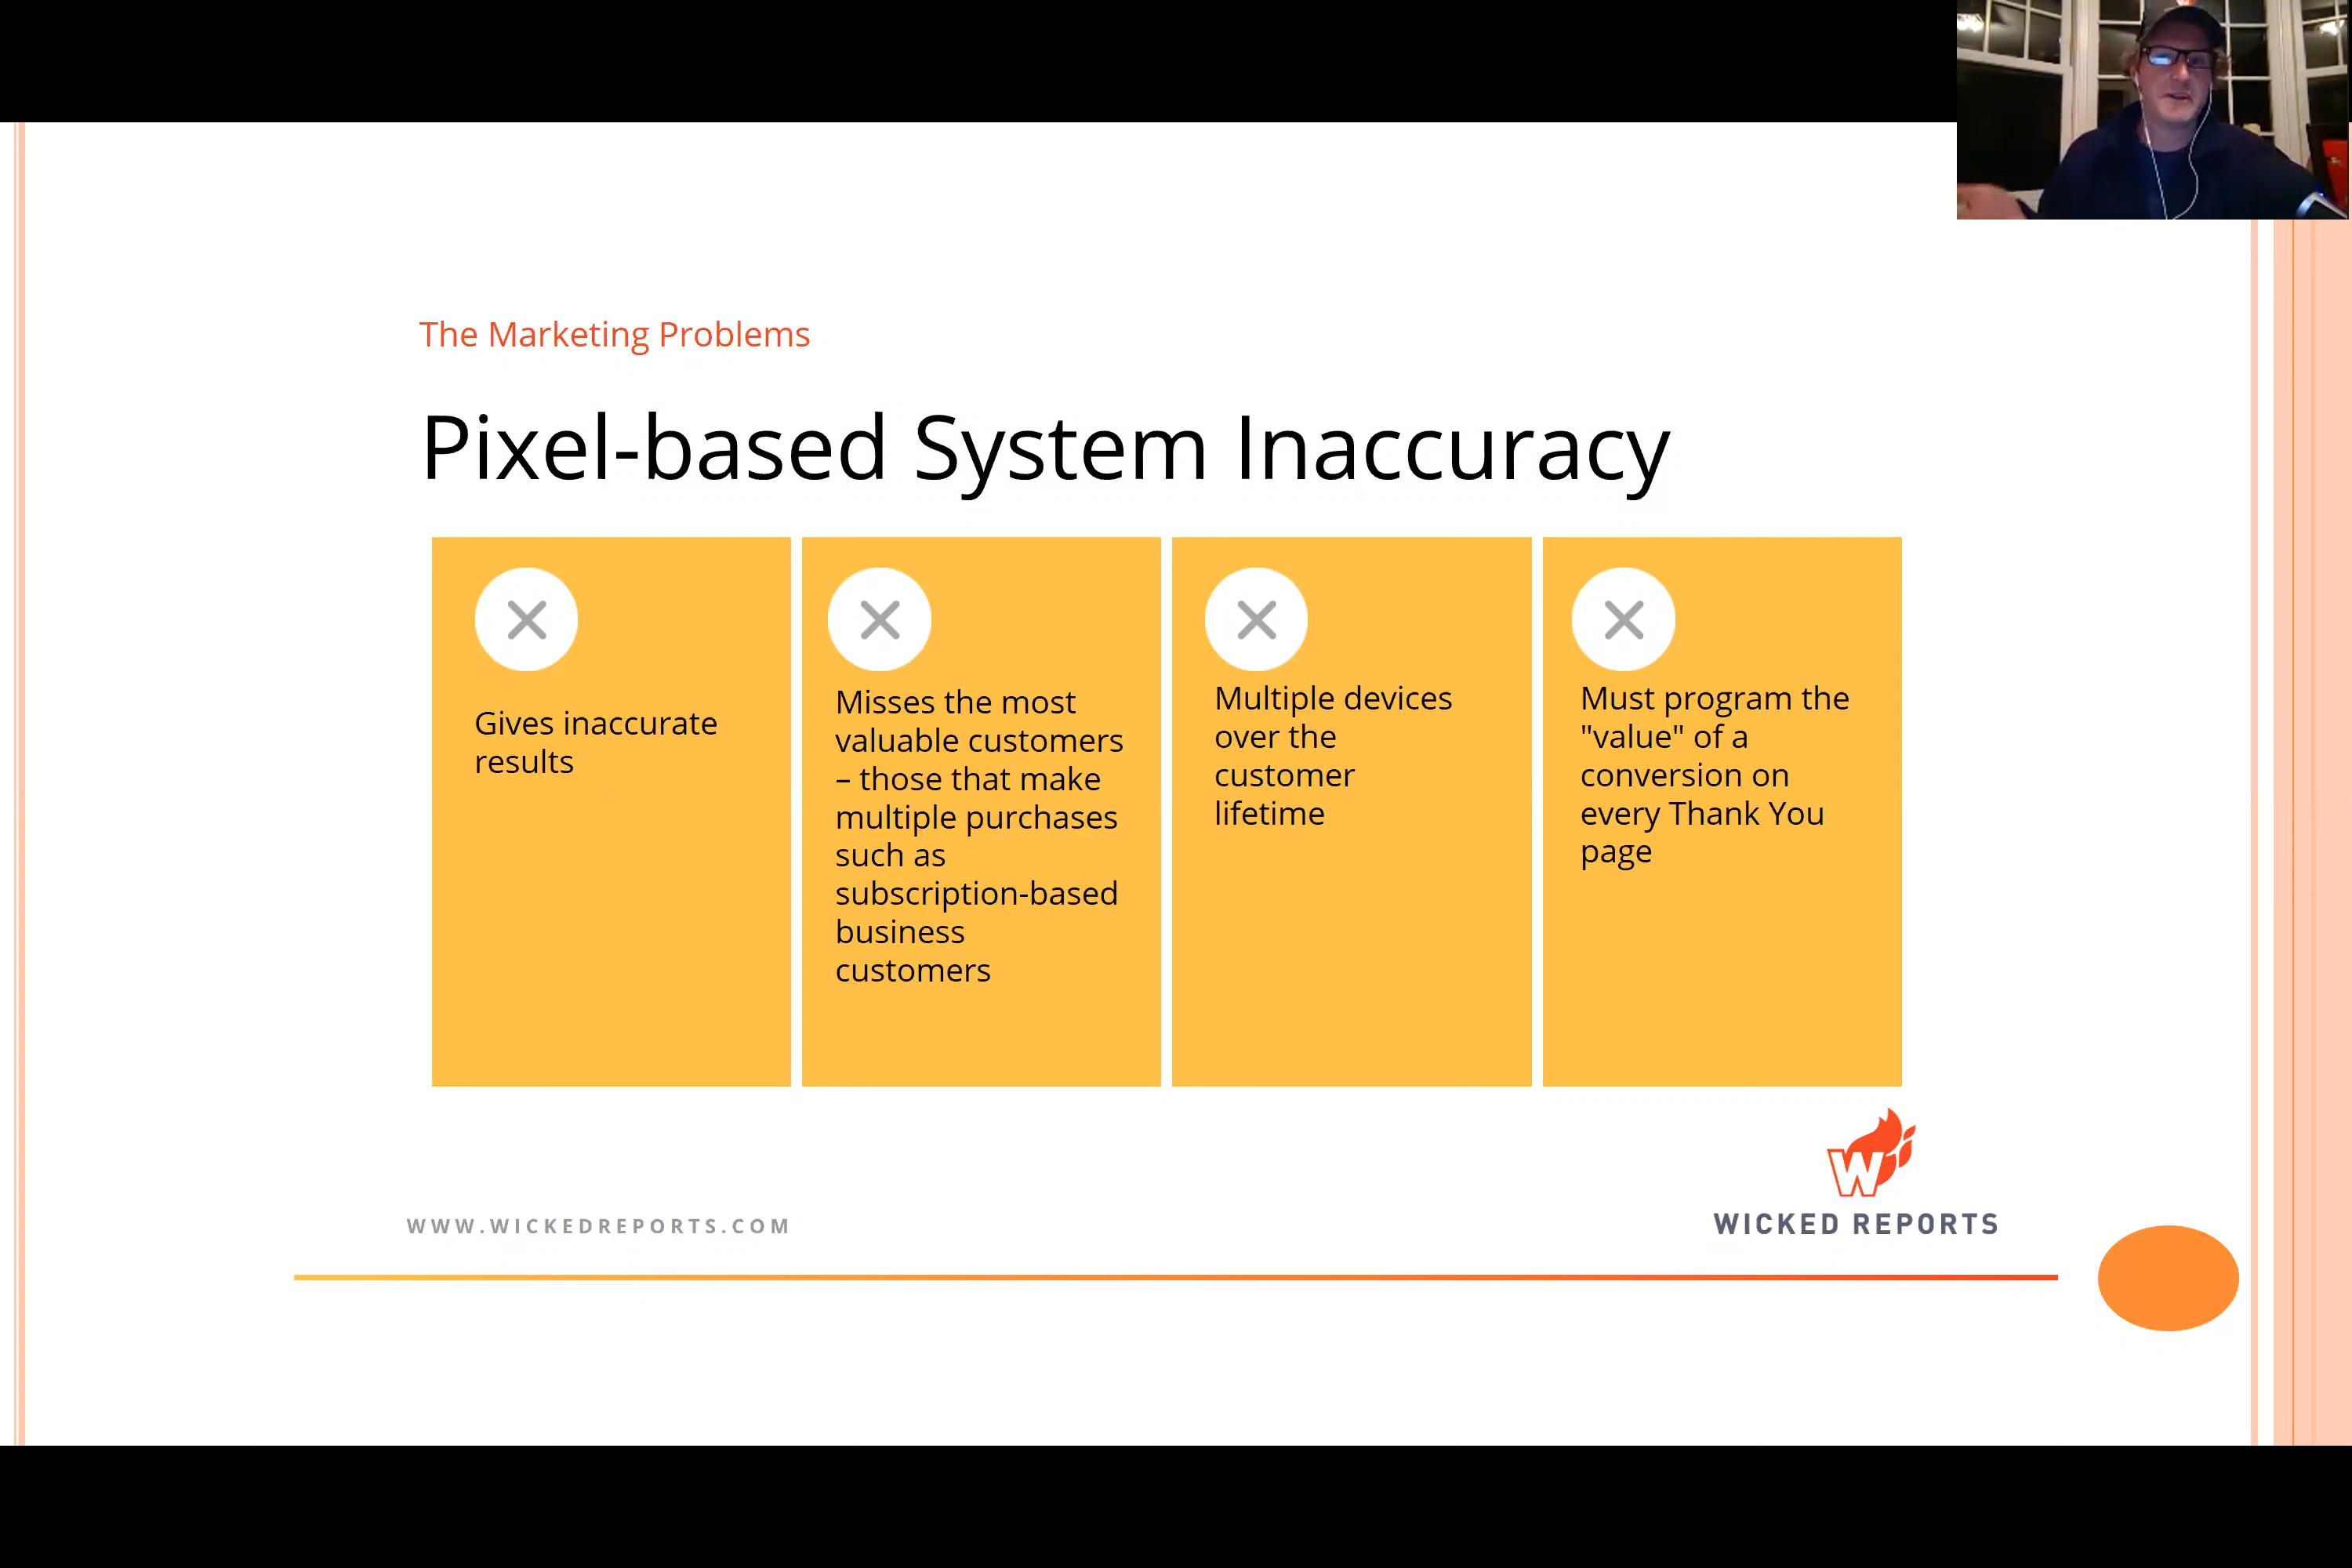 The Marketing Problems
Pixel-based System Inaccuracy
Gives inaccurate
results
Misses the most
valuable customers
– those that make
multiple purchases
such as
subscription-based
business
customers
Multiple devices
over the
customer
lifetime
Must program the
"value" of a
conversion on
every Thank You
page
W
WWW.WICKEDREPORTS.COM
WICKED REPORTS